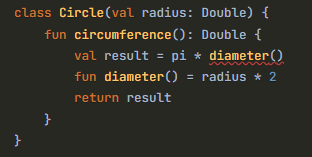 class Circle(val radius: Double) {
    fun circumference(): Double {
        val result = pi * diameter()
        fun diameter() = radius * 2
        return result
    }
}